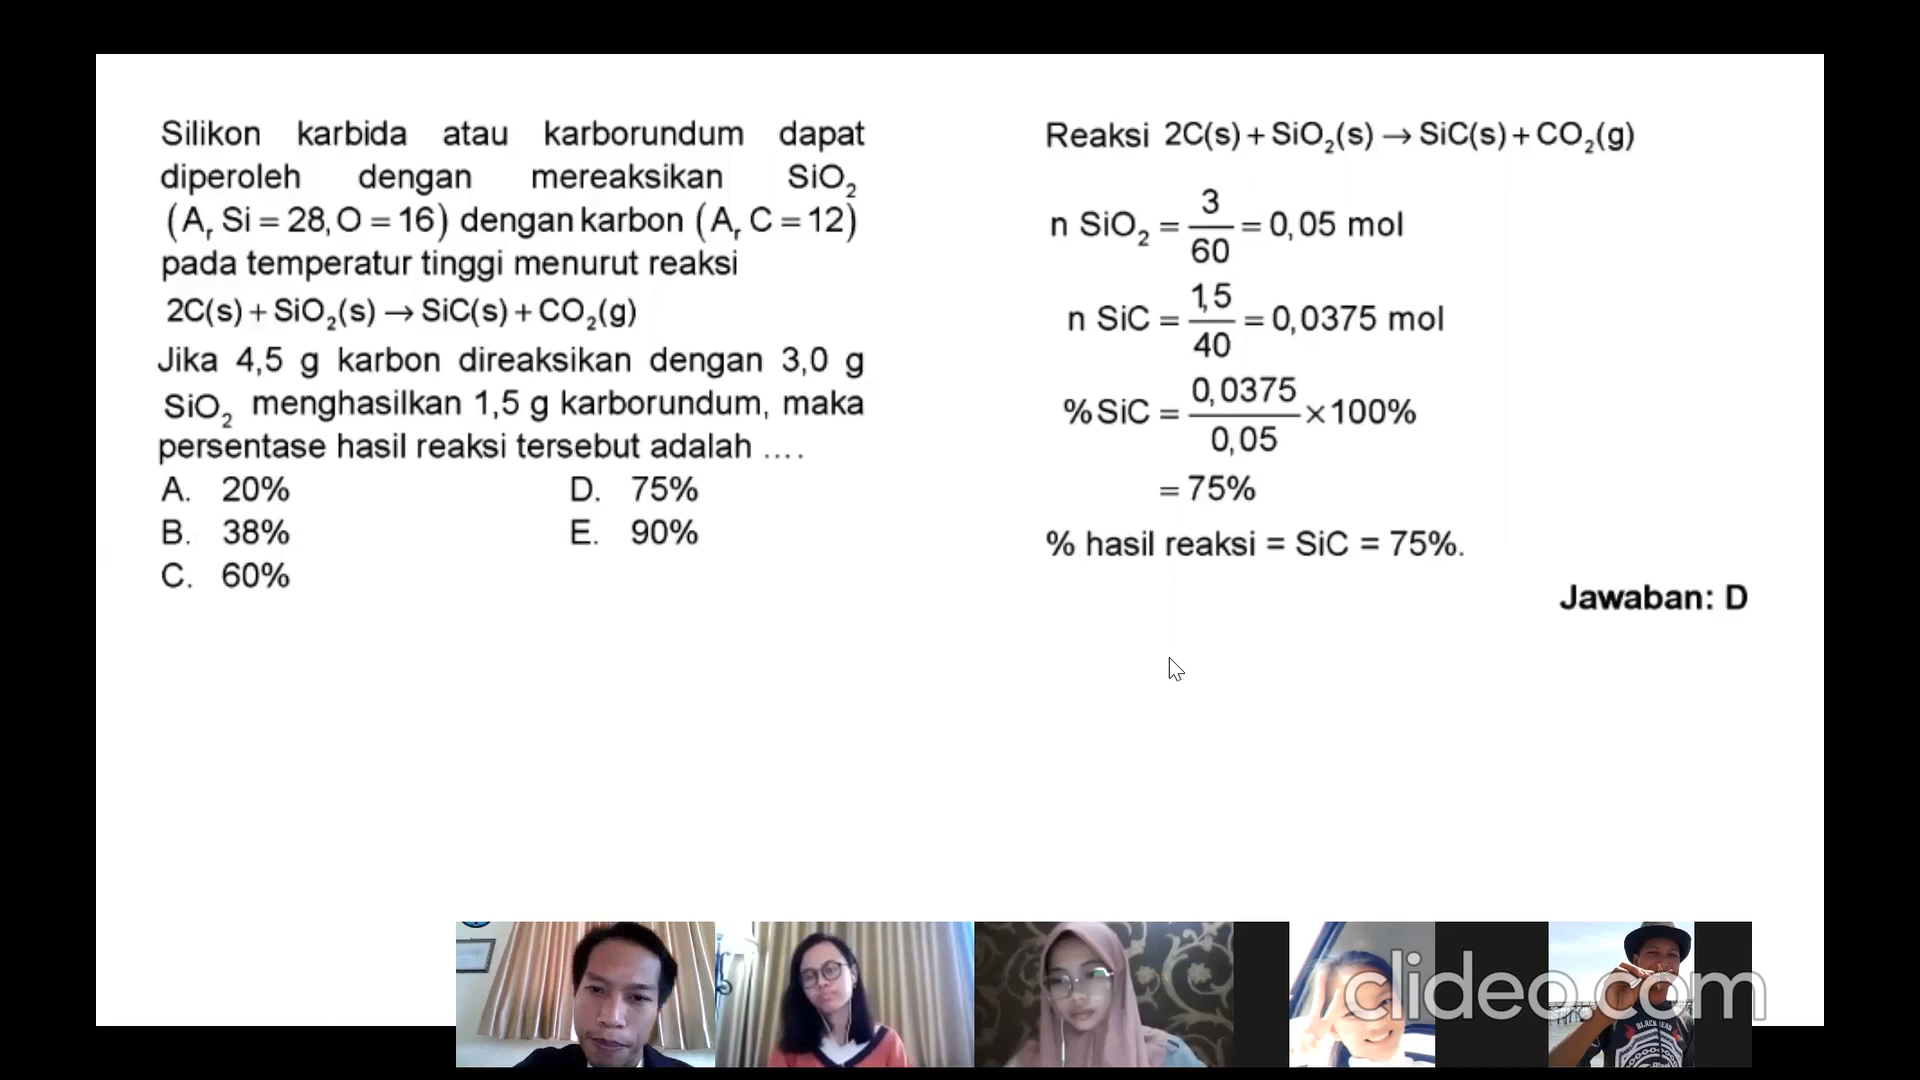 Silikon karbida atau karborundum dapat
diperoleh dengan mereaksikan SiO₂
(Aᵣ Si = 28, O = 16) dengan karbon (Aᵣ C = 12)
pada temperatur tinggi menurut reaksi
2C(s) + SiO₂(s) → SiC(s) + CO₂(g)
Jika 4,5 g karbon direaksikan dengan 3,0 g
SiO₂ menghasilkan 1,5 g karborundum, maka
persentase hasil reaksi tersebut adalah ....
A. 20%
B. 38%
C. 60%
D. 75%
E. 90%
Reaksi 2C(s) + SiO₂(s) → SiC(s) + CO₂(g)
n SiO₂ = 3/60 = 0,05 mol
n SiC = 1,5/40 = 0,0375 mol
%SiC = 0,0375/0,05 × 100%
= 75%
% hasil reaksi = SiC = 75%.
Jawaban: D
clideo.com
BLACK HEAD